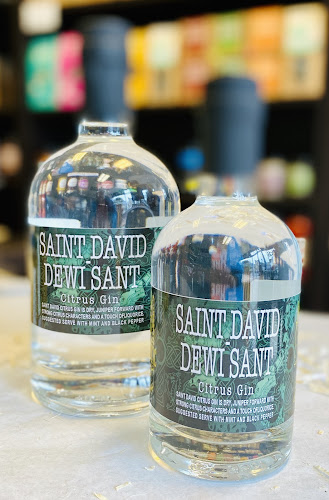 SAINT DAVID
-
DEWI SANT
Citrus Gin
SAINT DAVID CITRUS GIN IS DRY, JUNIPER FORWARD WITH
STRONG CITRUS CHARACTERS AND A TOUCH OF LIQUORICE.
SUGGESTED SERVE WITH MINT AND BLACK PEPPER
SAINT DAVID
-
DEWI SANT
Citrus Gin
SAINT DAVID CITRUS GIN IS DRY, JUNIPER FORWARD WITH
STRONG CITRUS CHARACTERS AND A TOUCH OF LIQUORICE.
SUGGESTED SERVE WITH MINT AND BLACK PEPPER